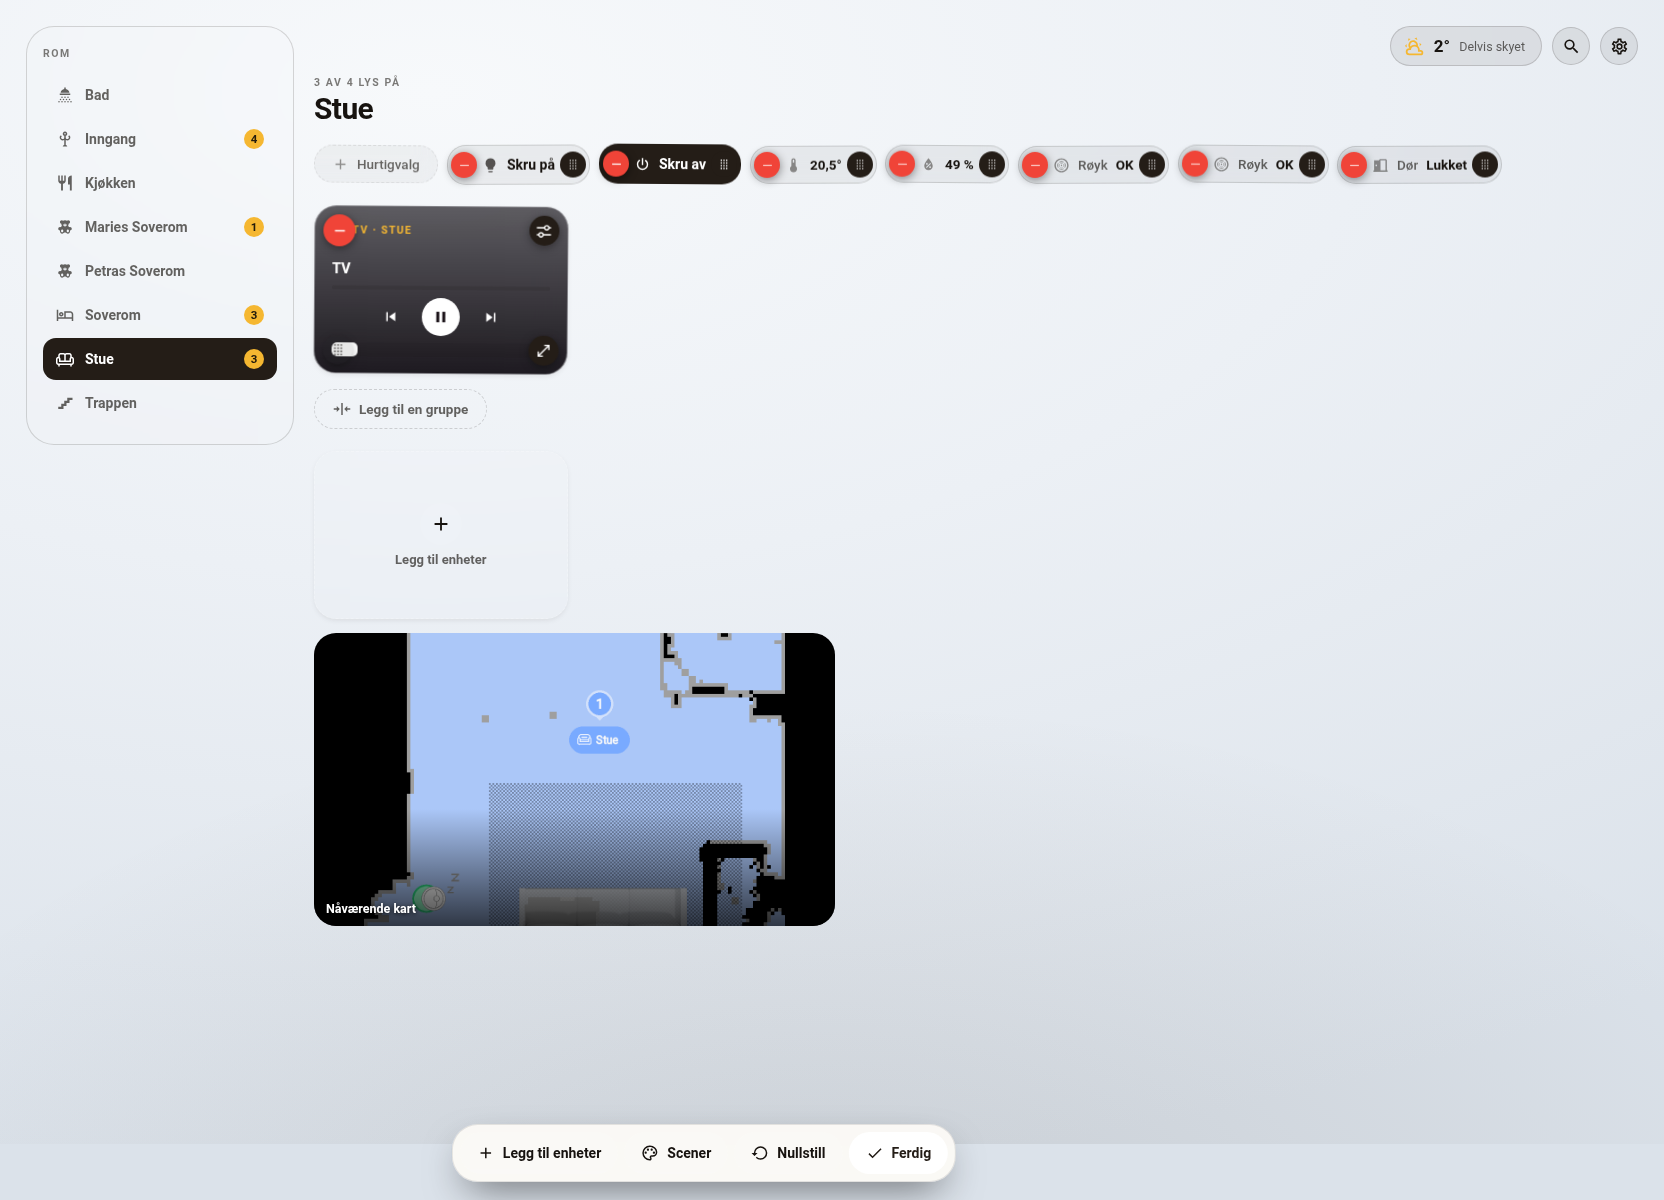 ROM
Bad
Inngang 4
Kjøkken
Maries Soverom 1
Petras Soverom
Soverom 3
Stue 3
Trappen
2° Delvis skyet
3 AV 4 LYS PÅ
Stue
Hurtigvalg
Skru på
Skru av
20,5°
49 %
Røyk OK
Røyk OK
Dør Lukket
TV · STUE
TV
Legg til en gruppe
Legg til enheter
1
Stue
z
z
Nåværende kart
Legg til enheter
Scener
Nullstill
Ferdig